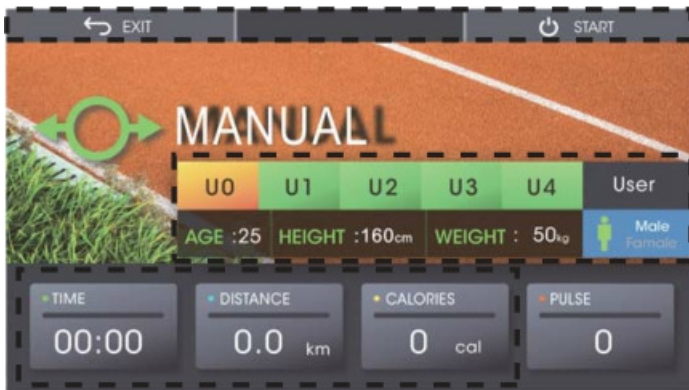 EXIT START
MANUAL
U0 U1 U2 U3 U4 User
AGE :25 HEIGHT :160cm WEIGHT : 50kg Male
Famale
TIME DISTANCE CALORIES PULSE
00:00 0.0 km 0 cal 0